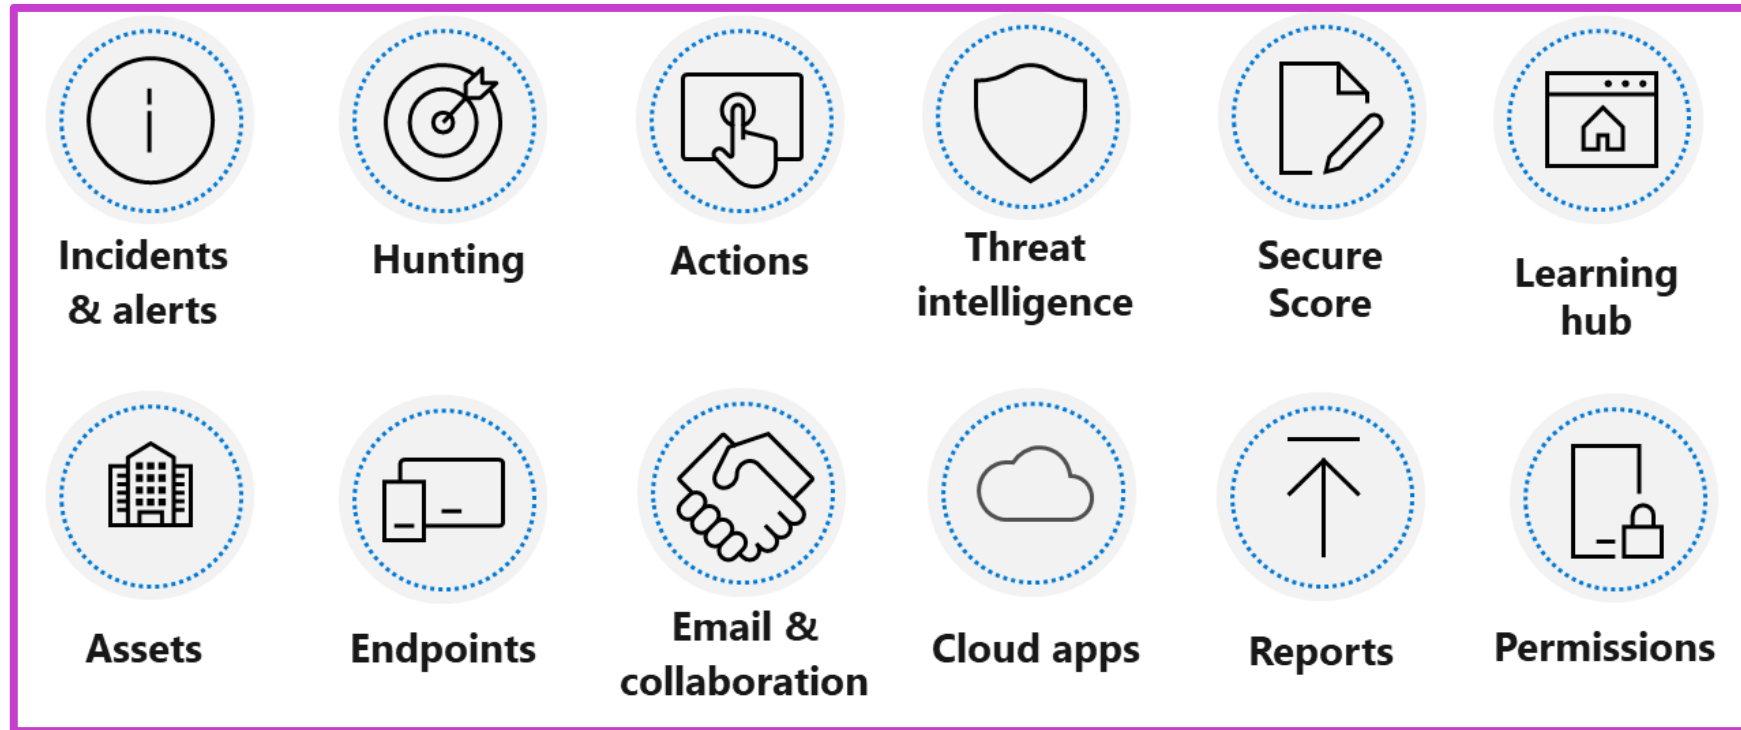 Incidents
& alerts
Hunting
Actions
Threat
intelligence
Secure
Score
Learning
hub
Assets
Endpoints
Email &
collaboration
Cloud apps
Reports
Permissions